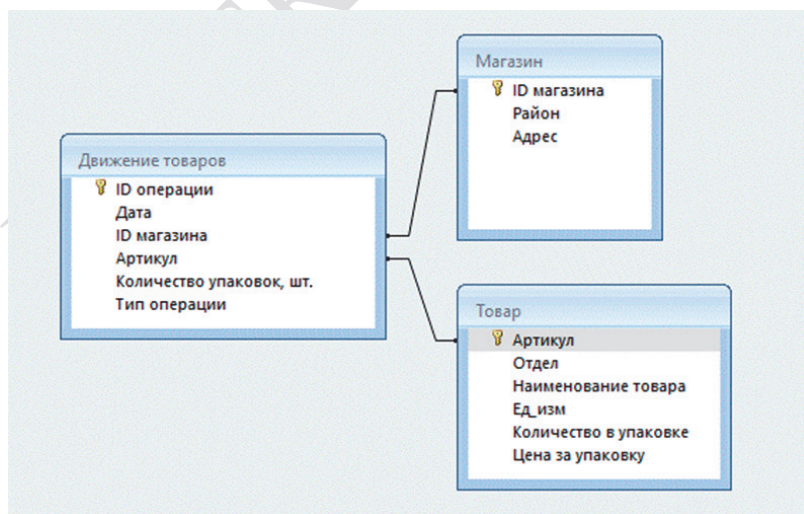 Магазин
ID магазина
Район
Адрес
Движение товаров
ID операции
Дата
ID магазина
Артикул
Количество упаковок, шт.
Тип операции
Товар
Артикул
Отдел
Наименование товара
Ед_изм
Количество в упаковке
Цена за упаковку